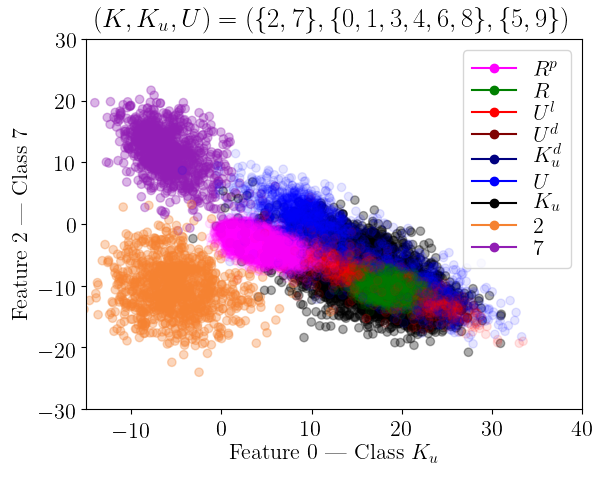 (K, K_u, U) = ({2, 7}, {0, 1, 3, 4, 6, 8}, {5, 9})
30
20
10
0
−10
−20
−30
Feature 2 — Class 7
R^p
R
U^l
U^d
K_u^d
U
K_u
2
7
−10
0
10
20
30
40
Feature 0 — Class K_u